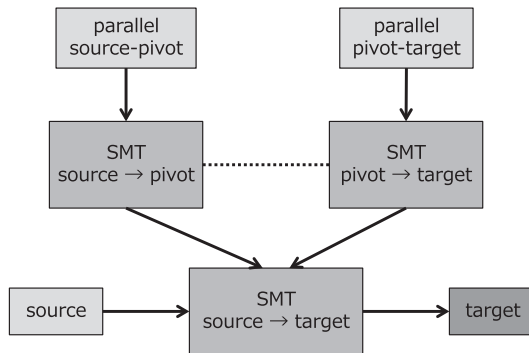 parallel
source-pivot
parallel
pivot-target
SMT
source → pivot
SMT
pivot → target
source
SMT
source → target
target